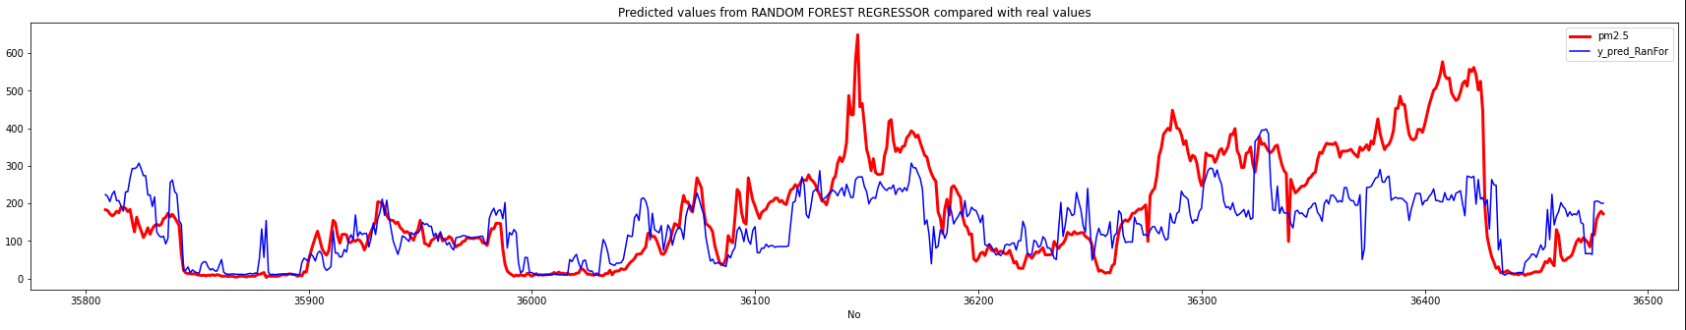 Predicted values from RANDOM FOREST REGRESSOR compared with real values
pm2.5
y_pred_RanFor
600
500
400
300
200
100
0
35800 35900 36000 36100 36200 36300 36400 36500
No